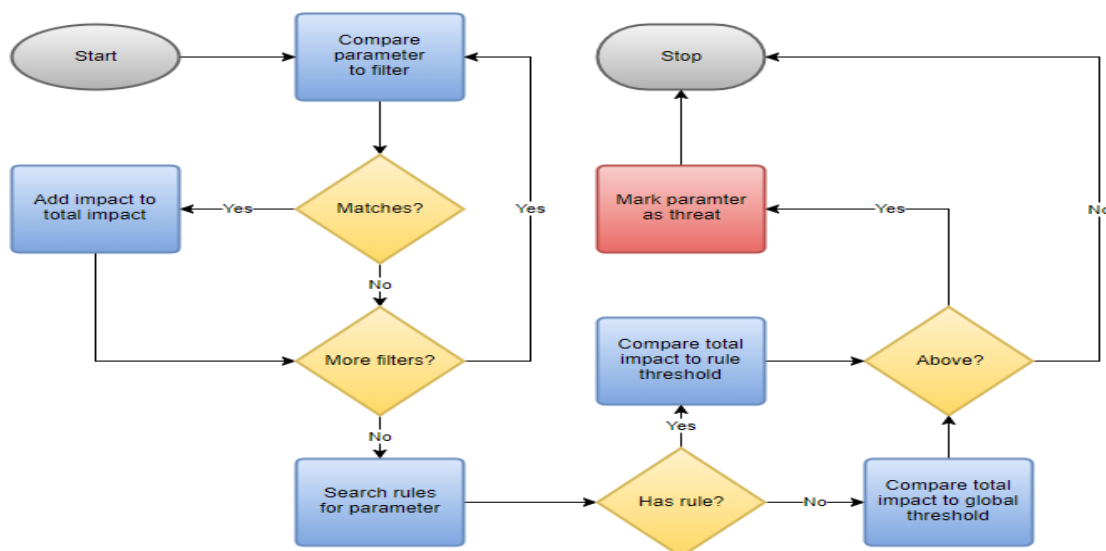 Start
Compare
parameter
to filter
Stop
Add impact to
total impact
Yes
Matches?
Yes
Mark paramter
as threat
Yes
No
No
More filters?
Compare total
impact to rule
threshold
Above?
No
Yes
Search rules
for parameter
Has rule?
No
Compare total
impact to global
threshold